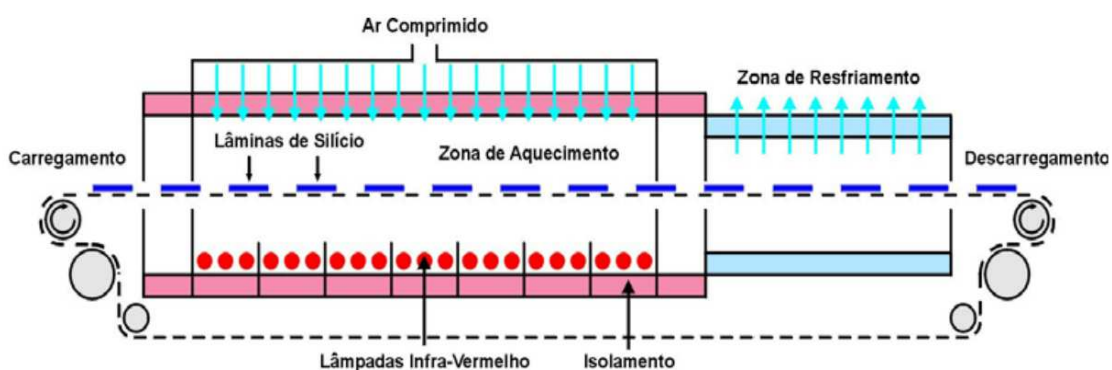 Ar Comprimido
Zona de Resfriamento
Lâminas de Silício
Zona de Aquecimento
Carregamento
Descarregamento
Lâmpadas Infra-Vermelho
Isolamento